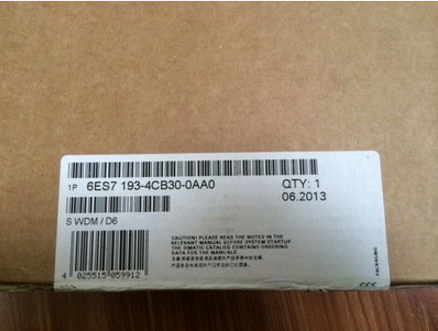 1P 6ES7 193-4CB30-0AA0
QTY: 1
06.2013
S WDM / D6
CAUTION! PLEASE READ THE NOTES IN THE
RELEVANT MANUAL BEFORE SYSTEM STARTUP
THE SIMATIC CATALOG CONTAINS ORDERING
DATA FOR THE MANUALS
4 025515 059912